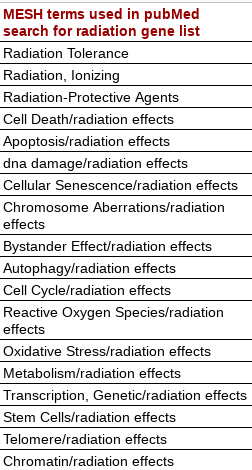 MESH terms used in pubMed
search for radiation gene list
Radiation Tolerance
Radiation, Ionizing
Radiation-Protective Agents
Cell Death/radiation effects
Apoptosis/radiation effects
dna damage/radiation effects
Cellular Senescence/radiation effects
Chromosome Aberrations/radiation
effects
Bystander Effect/radiation effects
Autophagy/radiation effects
Cell Cycle/radiation effects
Reactive Oxygen Species/radiation
effects
Oxidative Stress/radiation effects
Metabolism/radiation effects
Transcription, Genetic/radiation effects
Stem Cells/radiation effects
Telomere/radiation effects
Chromatin/radiation effects